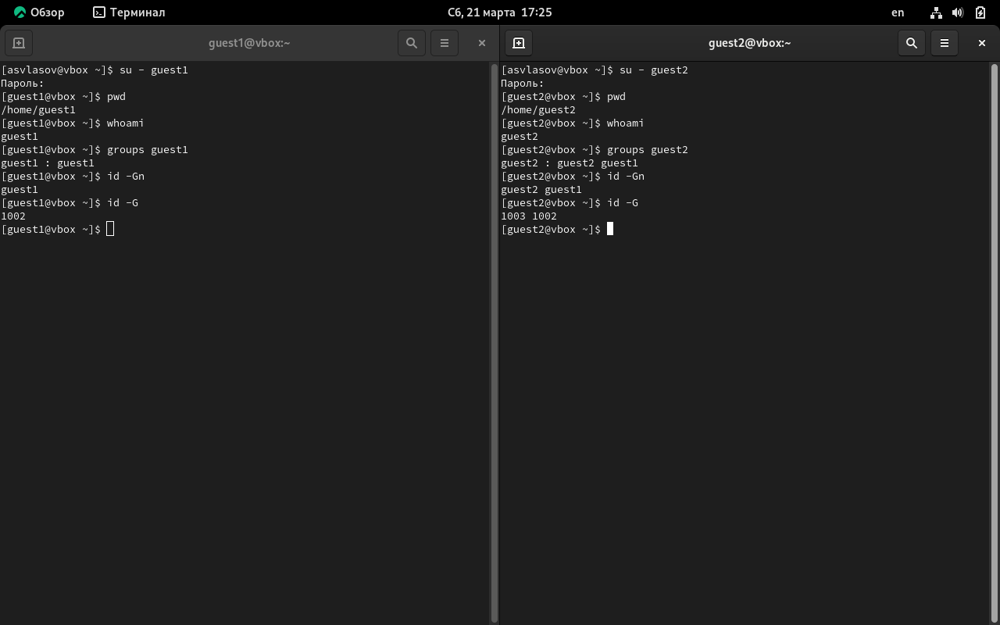 Обзор Терминал Сб, 21 марта 17:25 en
guest1@vbox:~
[asvlasov@vbox ~]$ su - guest1
Пароль:
[guest1@vbox ~]$ pwd
/home/guest1
[guest1@vbox ~]$ whoami
guest1
[guest1@vbox ~]$ groups guest1
guest1 : guest1
[guest1@vbox ~]$ id -Gn
guest1
[guest1@vbox ~]$ id -G
1002
[guest1@vbox ~]$
guest2@vbox:~
[asvlasov@vbox ~]$ su - guest2
Пароль:
[guest2@vbox ~]$ pwd
/home/guest2
[guest2@vbox ~]$ whoami
guest2
[guest2@vbox ~]$ groups guest2
guest2 : guest2 guest1
[guest2@vbox ~]$ id -Gn
guest2 guest1
[guest2@vbox ~]$ id -G
1003 1002
[guest2@vbox ~]$